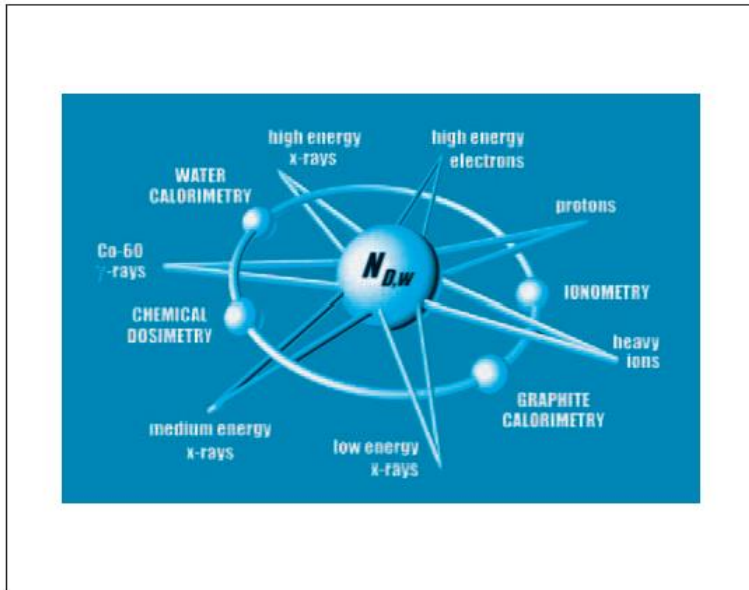 high energy
x-rays
high energy
electrons
WATER
CALORIMETRY
protons
Co-60
γ-rays
N D,W
IONOMETRY
CHEMICAL
DOSIMETRY
heavy
ions
GRAPHITE
CALORIMETRY
medium energy
x-rays
low energy
x-rays